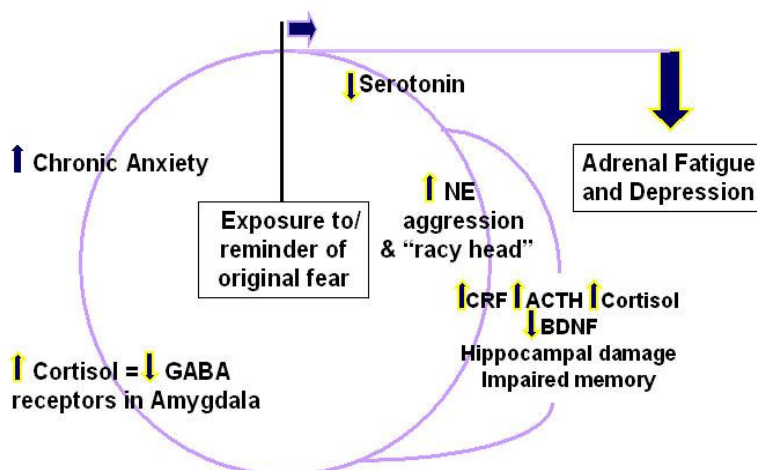 Serotonin
Chronic Anxiety
Adrenal Fatigue
and Depression
NE
aggression
& “racy head”
Exposure to/
reminder of
original fear
CRF ACTH Cortisol
BDNF
Hippocampal damage
Impaired memory
Cortisol = GABA
receptors in Amygdala